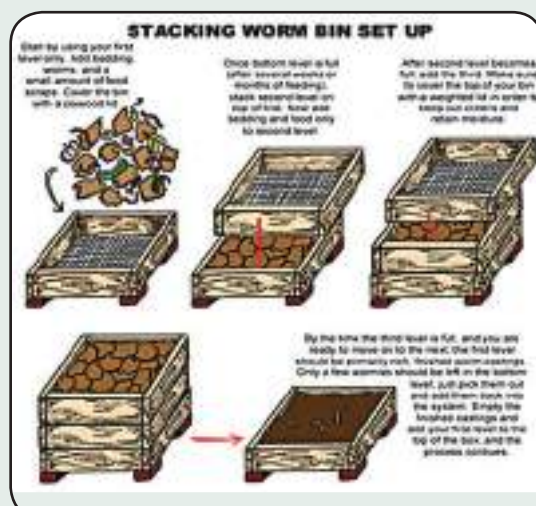 STACKING WORM BIN SET UP
Start by using your first
level only. Add bedding,
worms, and a
small amount of food
scraps. Cover the bin
with a plywood lid
Once bottom level is full
(after several weeks or
months of feeding),
stack second level on
top of first. Now add
bedding and food only
to second level
After second level becomes
full, add the third. Make sure
to cover the top of your bin
with a weighted lid in order to
keep out critters and
retain moisture.
By the time the third level is full, and you are
ready to move on to the next, the first level
should be primarily rich, finished worm castings.
Only a few wormies should be left in the bottom
level, just pick them out
and add them back into
the system. Empty the
finished castings and
add your first level to the
top of the box, and the
process continues.